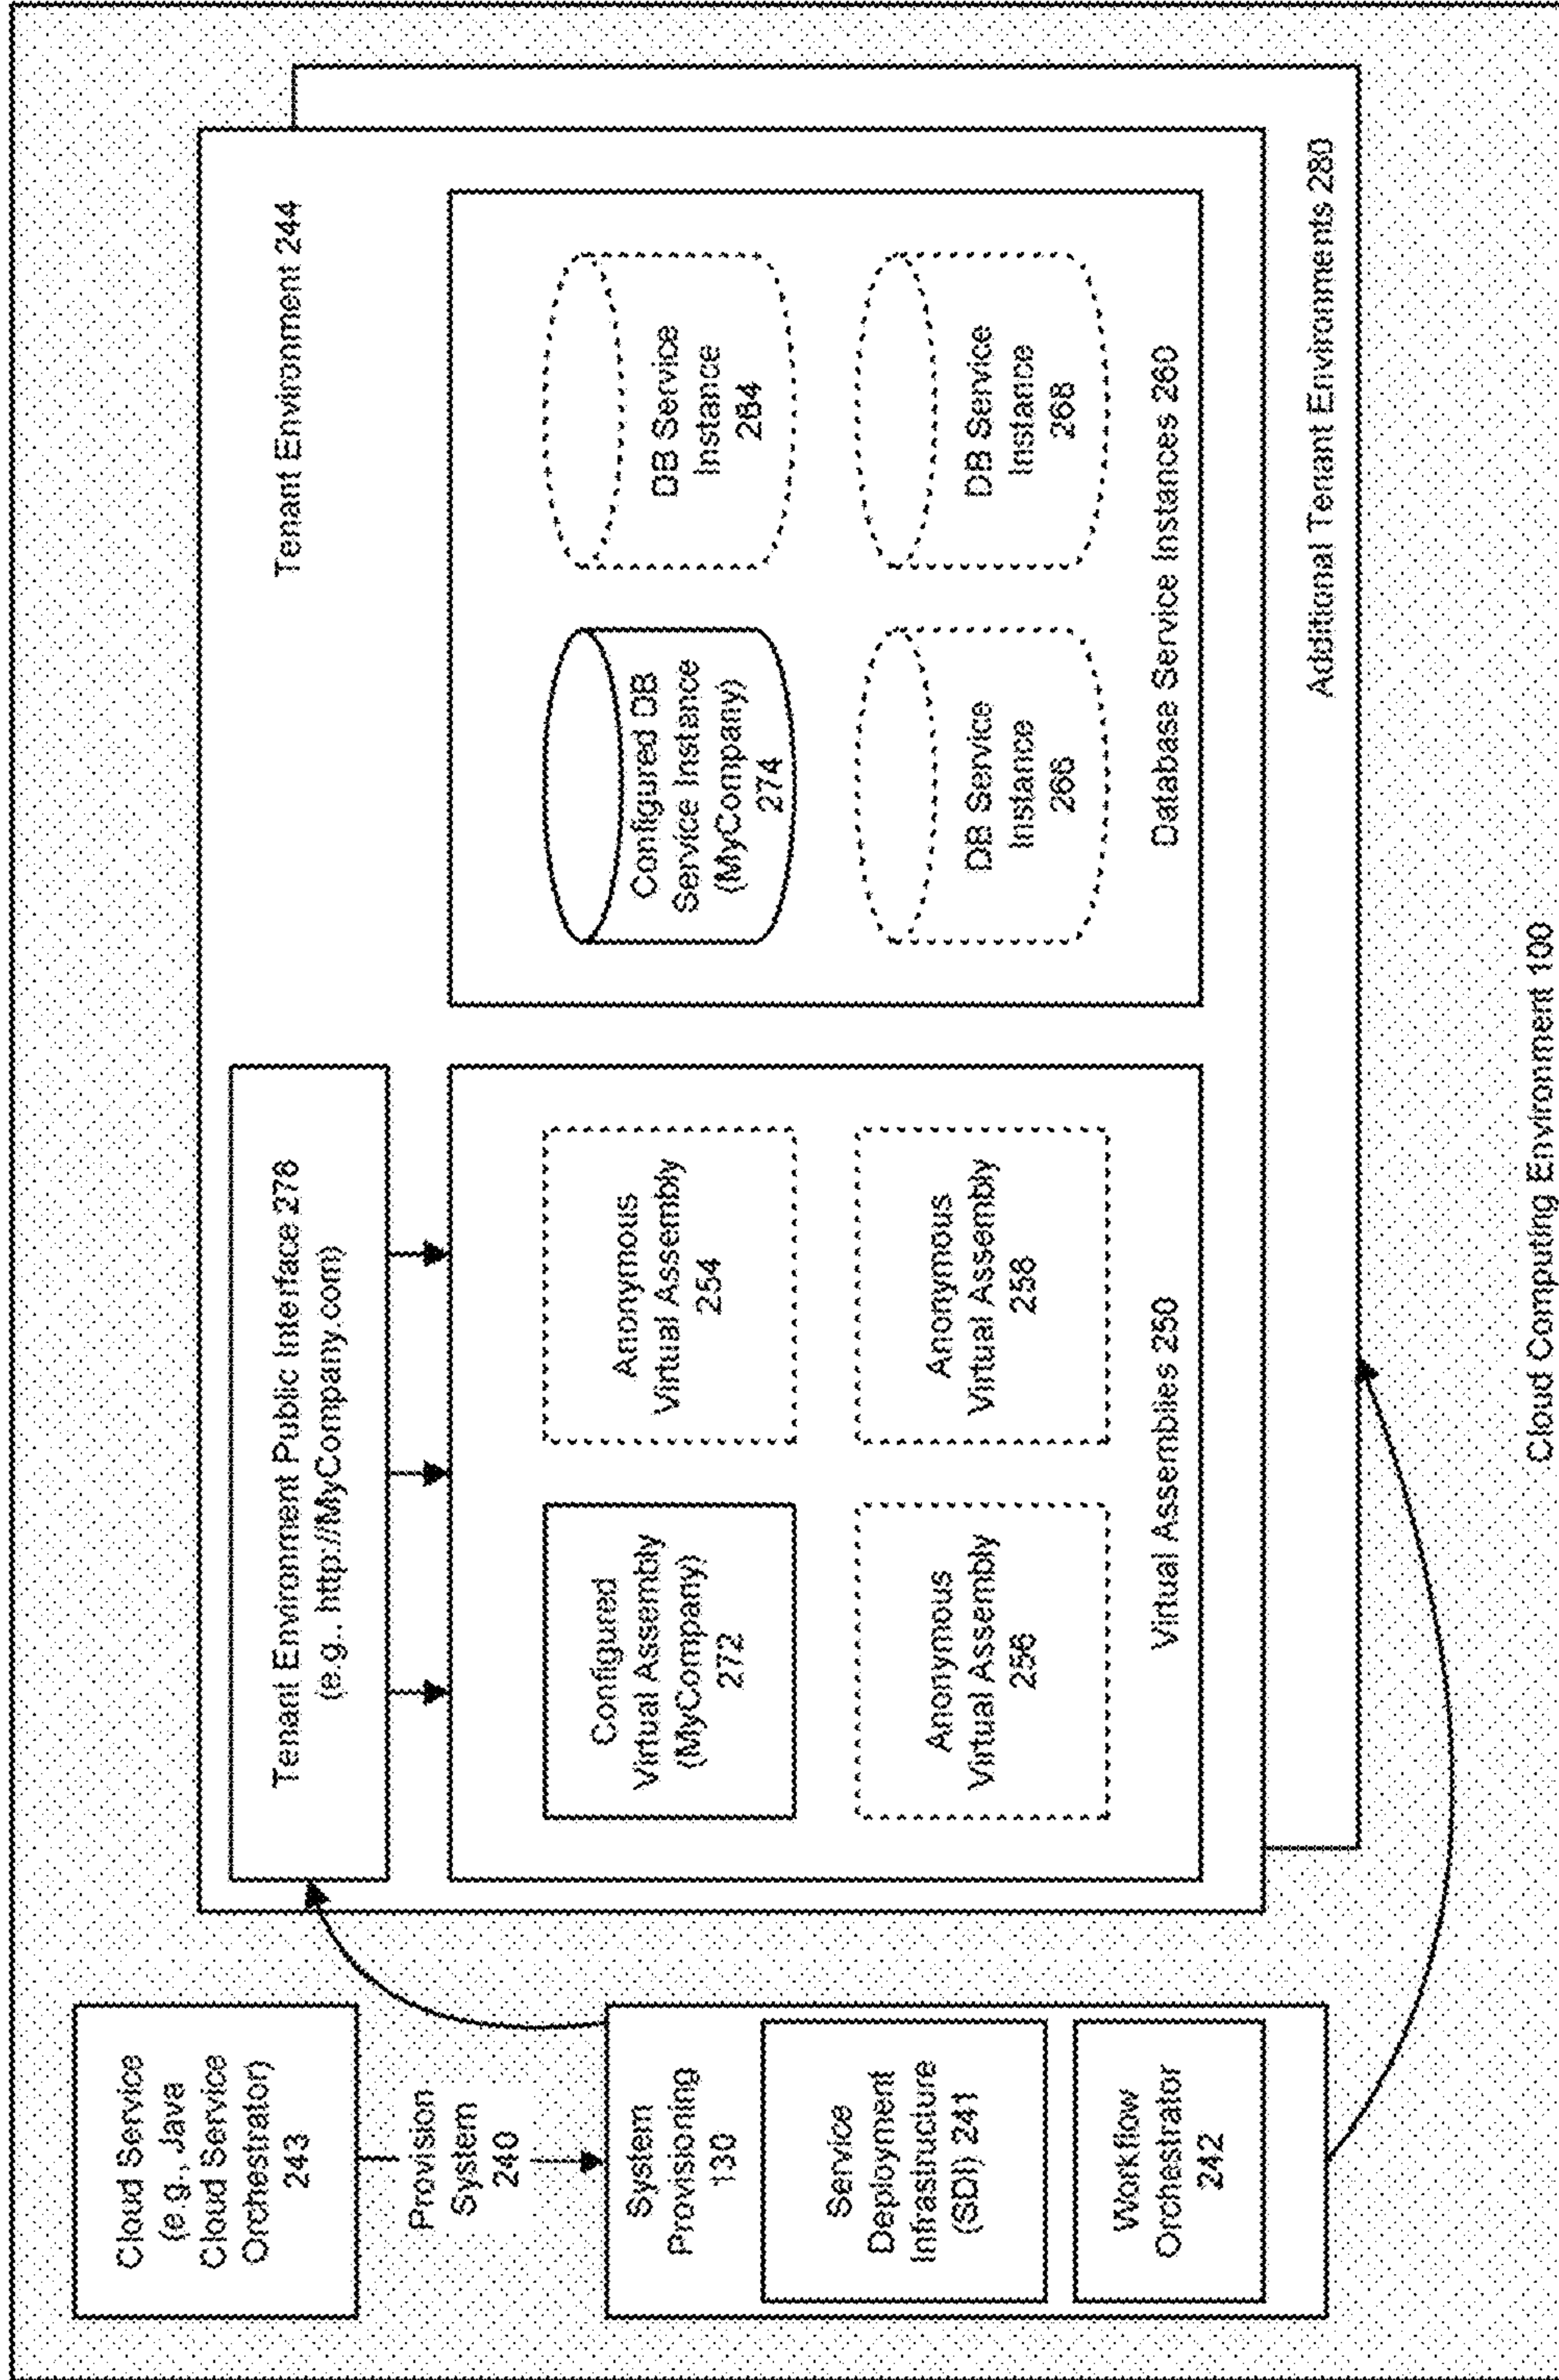 Cloud Service
(e.g., Java
Cloud Service
Orchestrator)
243
Provision
System
240
System
Provisioning
130
Service
Deployment
Infrastructure
(SDI) 241
Workflow
Orchestrator
242
Tenant Environment Public Interface 278
(e.g.. http://MyCompany.com)
Tenant Environment 244
Configured
Virtual Assembly
(MyCompany)
272
Anonymous
Virtual Assembly
254
Anonymous
Virtual Assembly
256
Anonymous
Virtual Assembly
258
Virtual Assemblies 250
Configured DB
Service Instence
(MyCompany)
274
DB Service
Instance
284
DB Service
Instance
266
DB Service
Instance
268
Database Service Instances 260
Additional Tenant Environments 280
Cloud Computing Environment 100